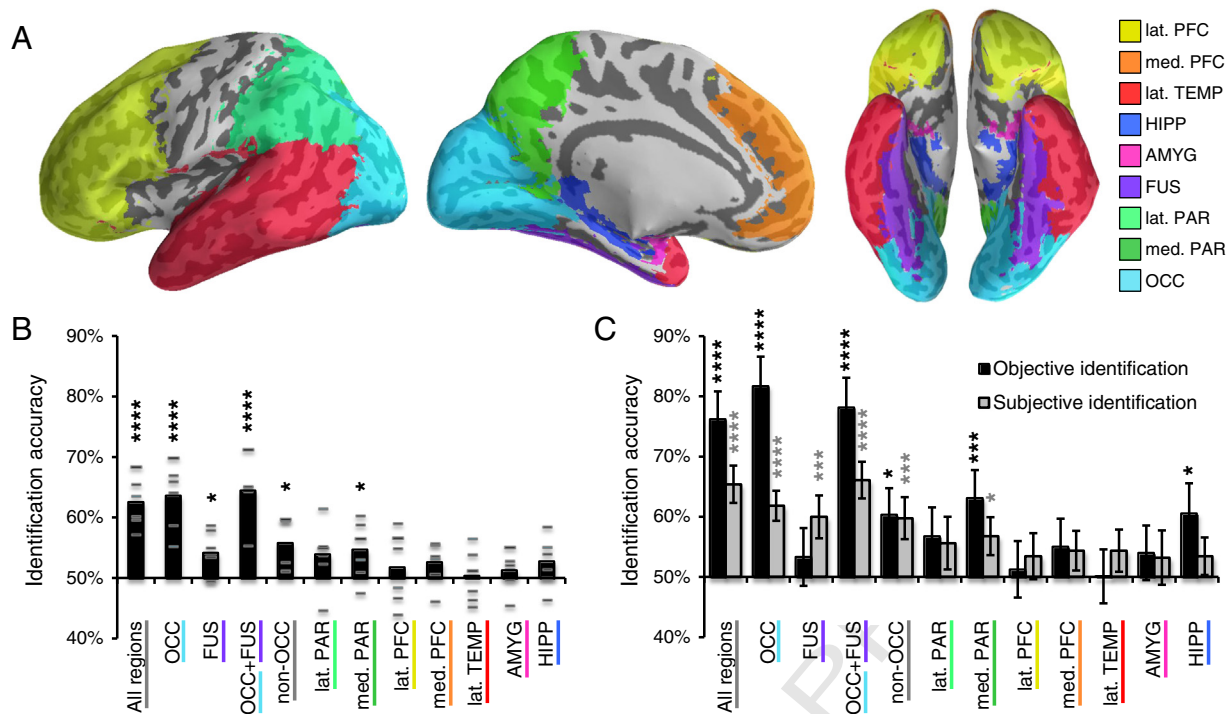 A
lat. PFC
med. PFC
lat. TEMP
HIPP
AMYG
FUS
lat. PAR
med. PAR
OCC
B
Identification accuracy
90%
80%
70%
60%
50%
40%
****
****
*
****
*
*
All regions
OCC
FUS
OCC+FUS
non-OCC
lat. PAR
med. PAR
lat. PFC
med. PFC
lat. TEMP
AMYG
HIPP
C
Identification accuracy
90%
80%
70%
60%
50%
40%
Objective identification
Subjective identification
****
****
****
****
***
****
****
*
***
***
*
*
All regions
OCC
FUS
OCC+FUS
non-OCC
lat. PAR
med. PAR
lat. PFC
med. PFC
lat. TEMP
AMYG
HIPP